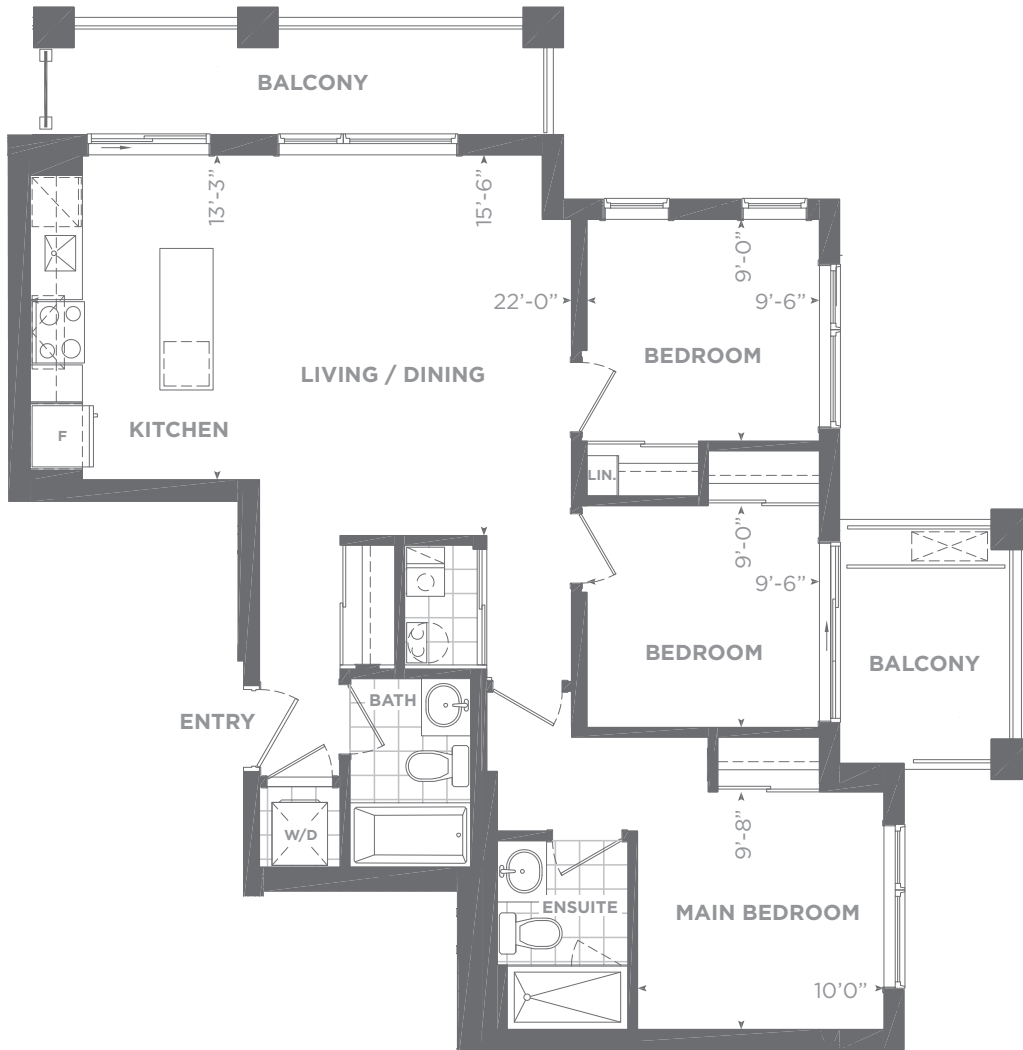 BALCONY
13'-3"
15'-6"
9'-0"
22'-0"
9'-6"
BEDROOM
LIVING / DINING
KITCHEN
F
LIN.
9'-0"
9'-6"
BEDROOM
BALCONY
BATH
ENTRY
W/D
9'-8"
ENSUITE
MAIN BEDROOM
10'0"